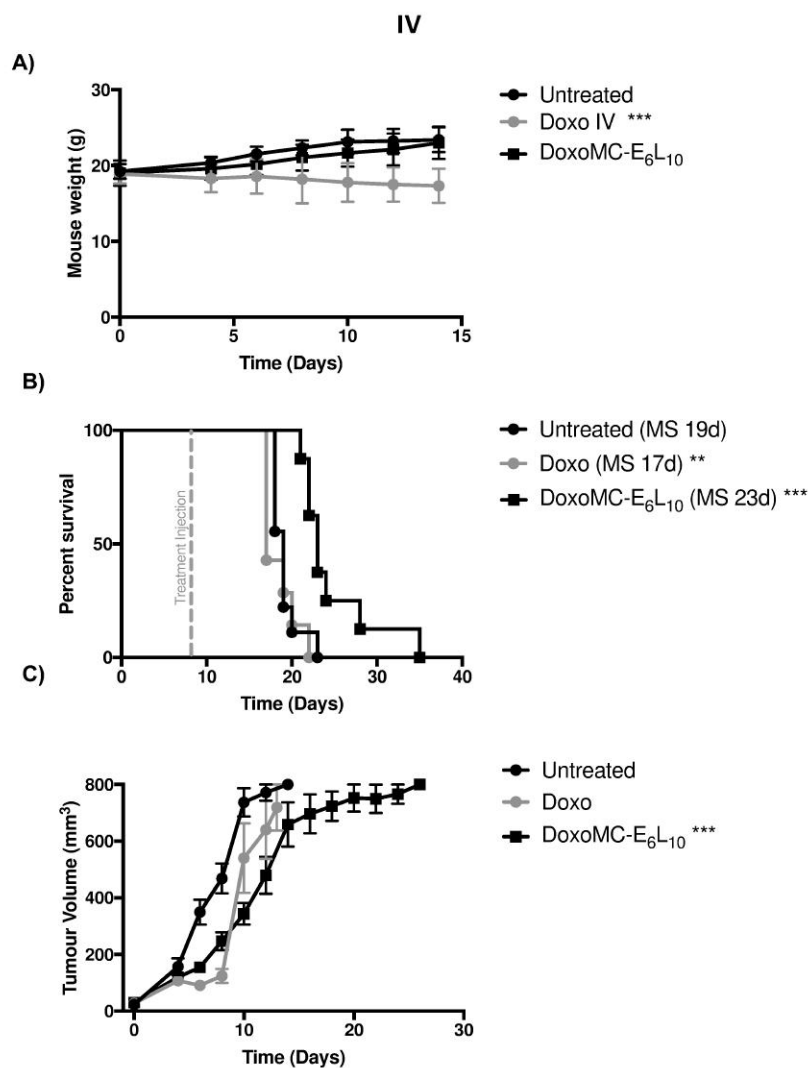 IV
A)
30
20
10
0
Mouse weight (g)
0 5 10 15
Time (Days)
Untreated
Doxo IV ***
DoxoMC-E₆L₁₀
B)
100
50
0
Percent survival
Treatment Injection
0 10 20 30 40
Time (Days)
Untreated (MS 19d)
Doxo (MS 17d) **
DoxoMC-E₆L₁₀ (MS 23d) ***
C)
800
600
400
200
0
Tumour Volume (mm³)
0 10 20 30
Time (Days)
Untreated
Doxo
DoxoMC-E₆L₁₀ ***